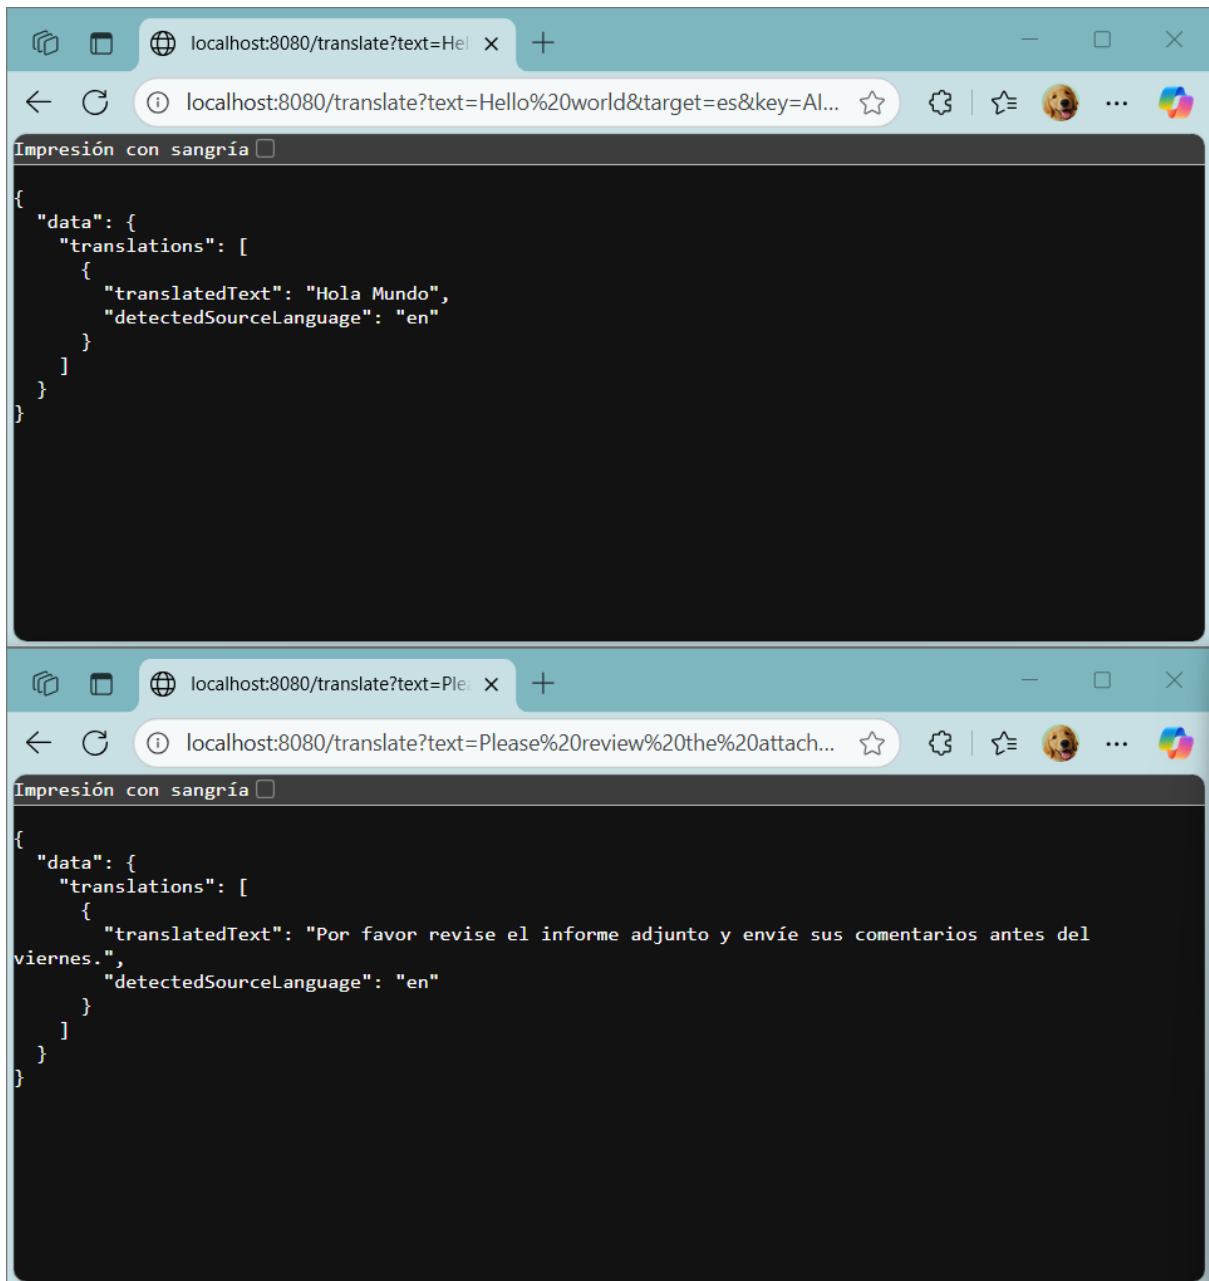 localhost:8080/translate?text=Hel
localhost:8080/translate?text=Hello%20world&target=es&key=AI...
Impresión con sangría
{
  "data": {
    "translations": [
      {
        "translatedText": "Hola Mundo",
        "detectedSourceLanguage": "en"
      }
    ]
  }
}
localhost:8080/translate?text=Plea
localhost:8080/translate?text=Please%20review%20the%20attach...
Impresión con sangría
{
  "data": {
    "translations": [
      {
        "translatedText": "Por favor revise el informe adjunto y envíe sus comentarios antes del
viernes.",
        "detectedSourceLanguage": "en"
      }
    ]
  }
}